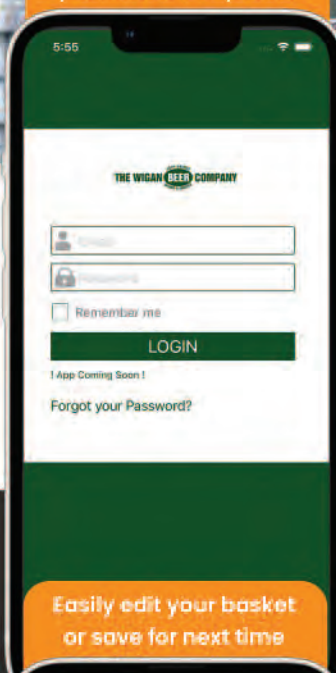 5:55
THE WIGAN BEER COMPANY
Email
Password
Remember me
LOGIN
! App Coming Soon !
Forgot your Password?
Easily edit your basket
or save for next time